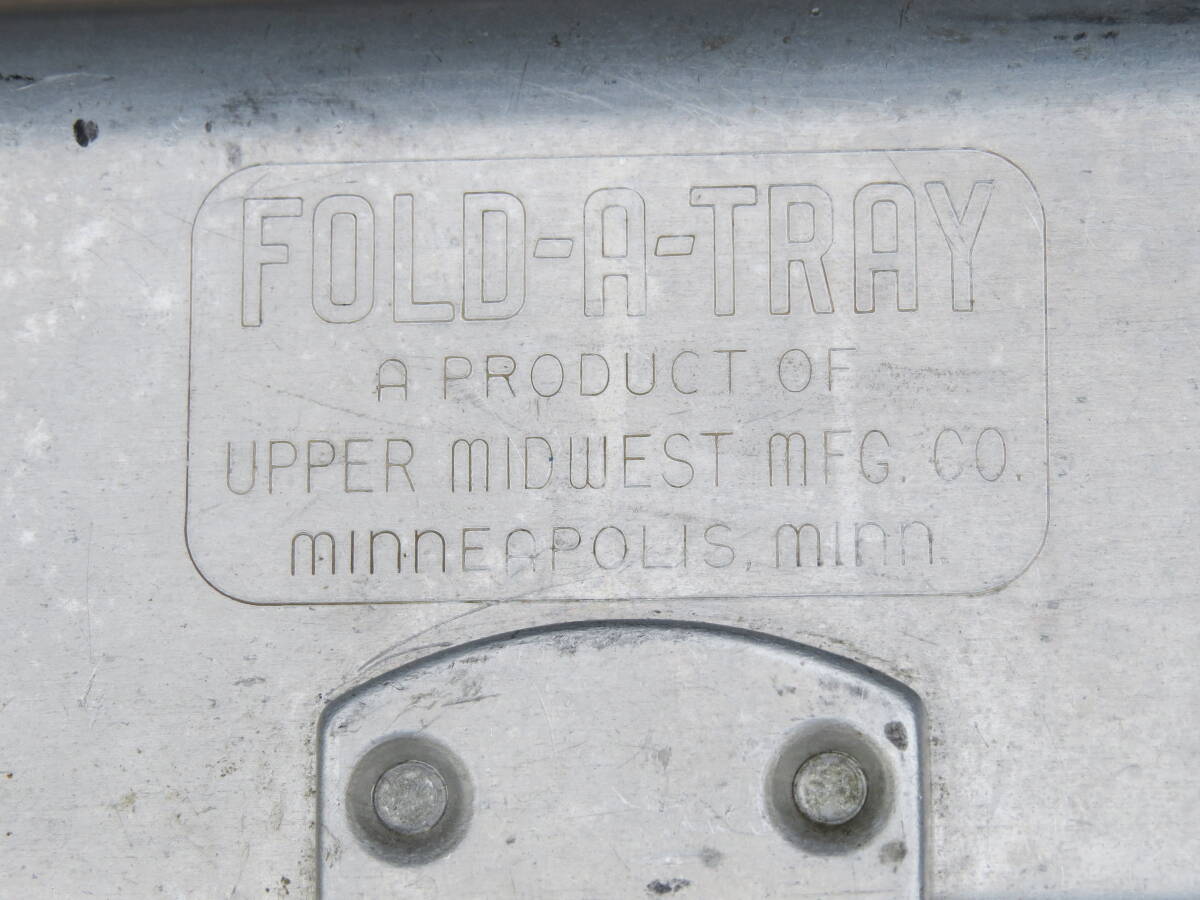 FOLD-A-TRAY
A PRODUCT OF
UPPER MIDWEST MFG. CO.
MINNEAPOLIS, MINN.